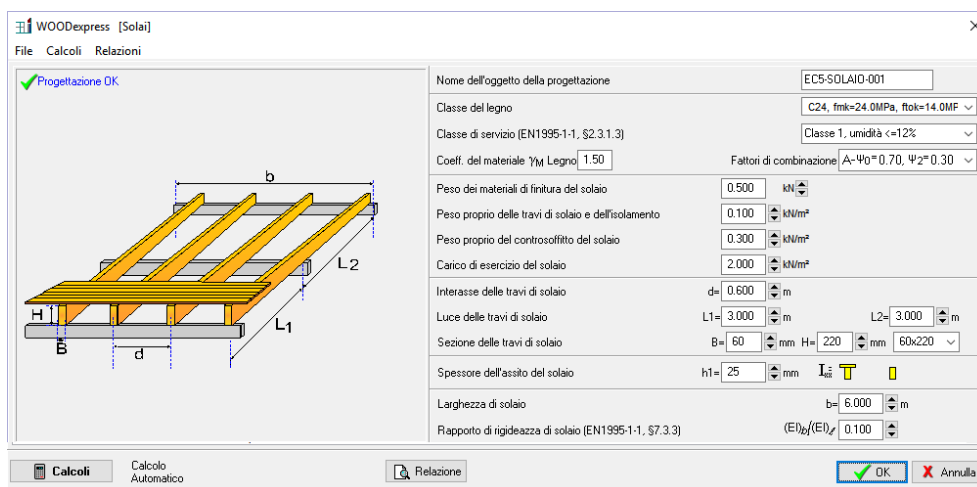 WOODexpress [Solai]
File Calcoli Relazioni
Progettazione OK
b
L2
H
L1
B
d
Nome dell'oggetto della progettazione EC5-SOLAIO-001
Classe del legno C24, fmk=24.0MPa, ftok=14.0MF
Classe di servizio (EN1995-1-1, §2.3.1.3) Classe 1, umidità <=12%
Coeff. del materiale γM Legno 1.50 Fattori di combinazione A-Ψ0=0.70, Ψ2=0.30
Peso dei materiali di finitura del solaio 0.500 kN
Peso proprio delle travi di solaio e dell'isolamento 0.100 kN/m²
Peso proprio del controsoffitto del solaio 0.300 kN/m²
Carico di esercizio del solaio 2.000 kN/m²
Interasse delle travi di solaio d= 0.600 m
Luce delle travi di solaio L1= 3.000 m L2= 3.000 m
Sezione delle travi di solaio B= 60 mm H= 220 mm 60x220
Spessore dell'assito del solaio h1= 25 mm
Larghezza di solaio b= 6.000 m
Rapporto di rigideazza di solaio (EN1995-1-1, §7.3.3) (EI)b/(EI)ℓ 0.100
Calcoli Calcolo Automatico Relazione OK Annulla